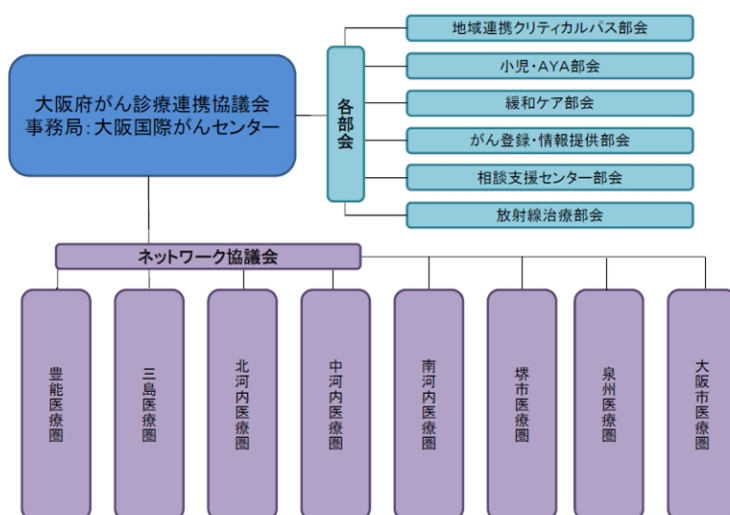 大阪府がん診療連携協議会
事務局：大阪国際がんセンター
各部会
地域連携クリティカルパス部会
小児・AYA部会
緩和ケア部会
がん登録・情報提供部会
相談支援センター部会
放射線治療部会
ネットワーク協議会
豊能医療圏
三島医療圏
北河内医療圏
中河内医療圏
南河内医療圏
堺市医療圏
泉州医療圏
大阪市医療圏